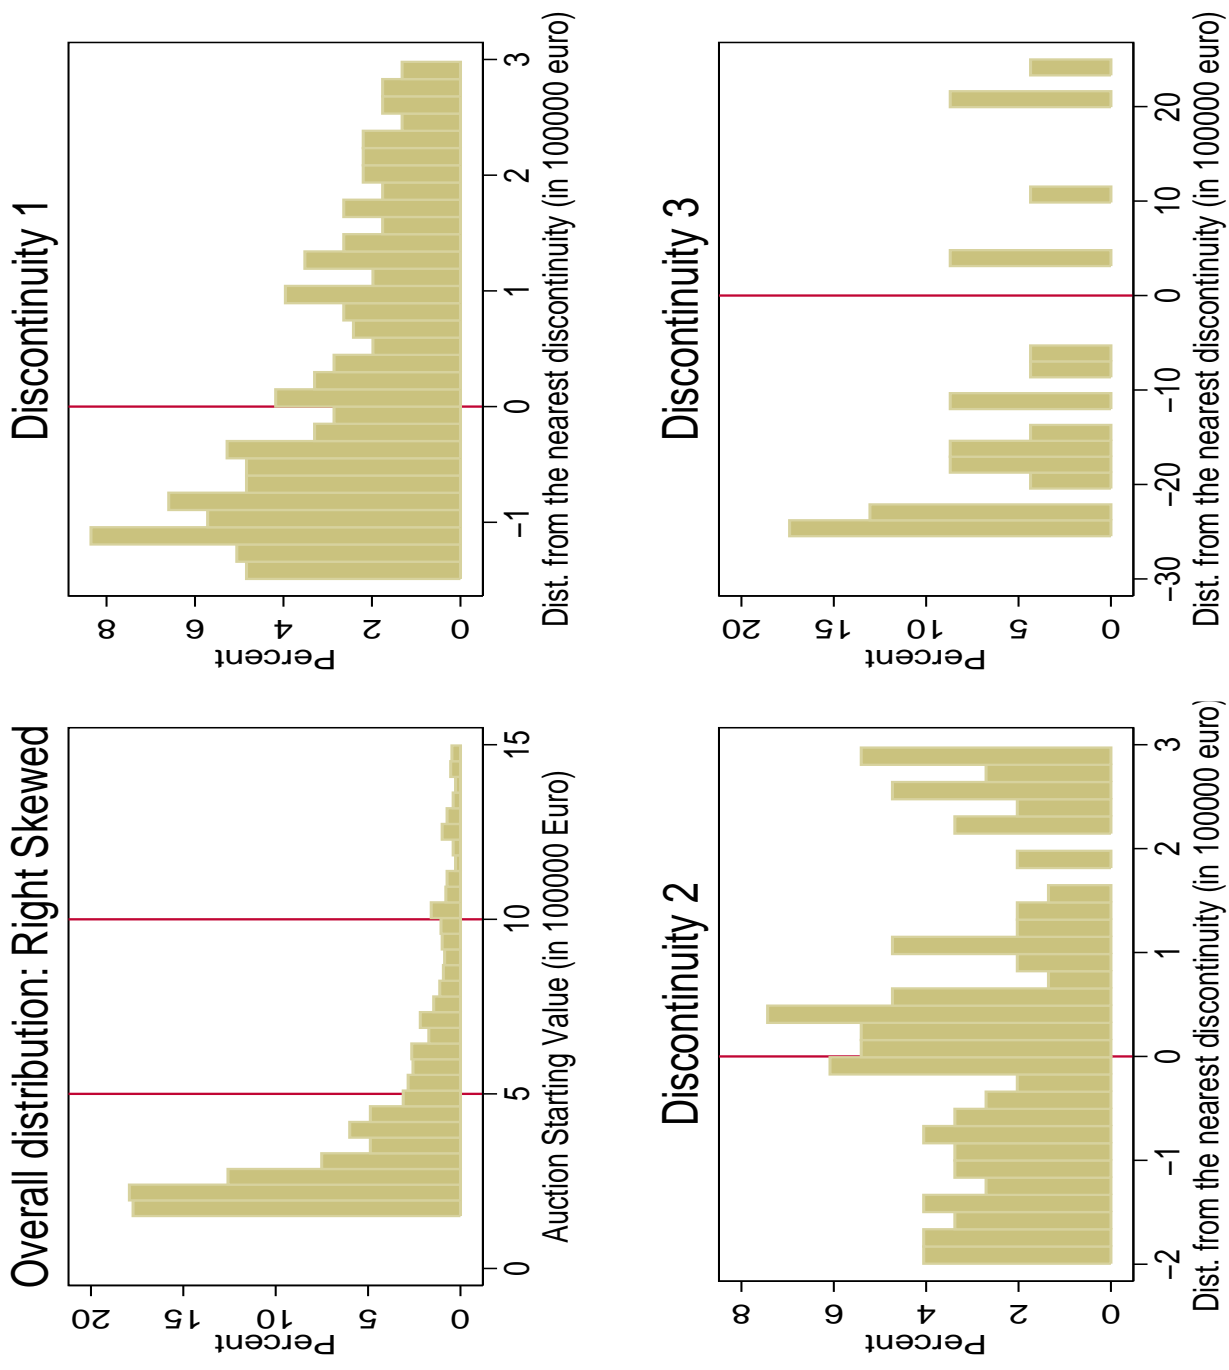 Overall distribution: Right Skewed
Percent
20
15
10
5
0
0 5 10 15
Auction Starting Value (in 100000 Euro)
Discontinuity 1
Percent
8
6
4
2
0
−1 0 1 2 3
Dist. from the nearest discontinuity (in 100000 euro)
Discontinuity 2
Percent
8
6
4
2
0
−2 −1 0 1 2 3
Dist. from the nearest discontinuity (in 100000 euro)
Discontinuity 3
Percent
20
15
10
5
0
−30 −20 −10 0 10 20
Dist. from the nearest discontinuity (in 100000 euro)